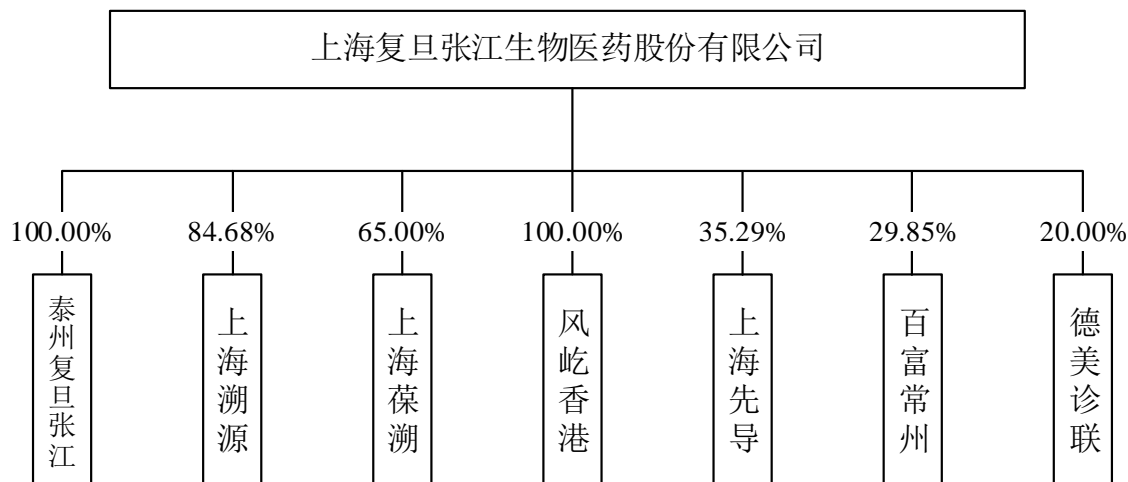 上海复旦张江生物医药股份有限公司
100.00%
84.68%
65.00%
100.00%
35.29%
29.85%
20.00%
泰州复旦张江
上海溯源
上海葆溯
风屹香港
上海先导
百富常州
德美诊联